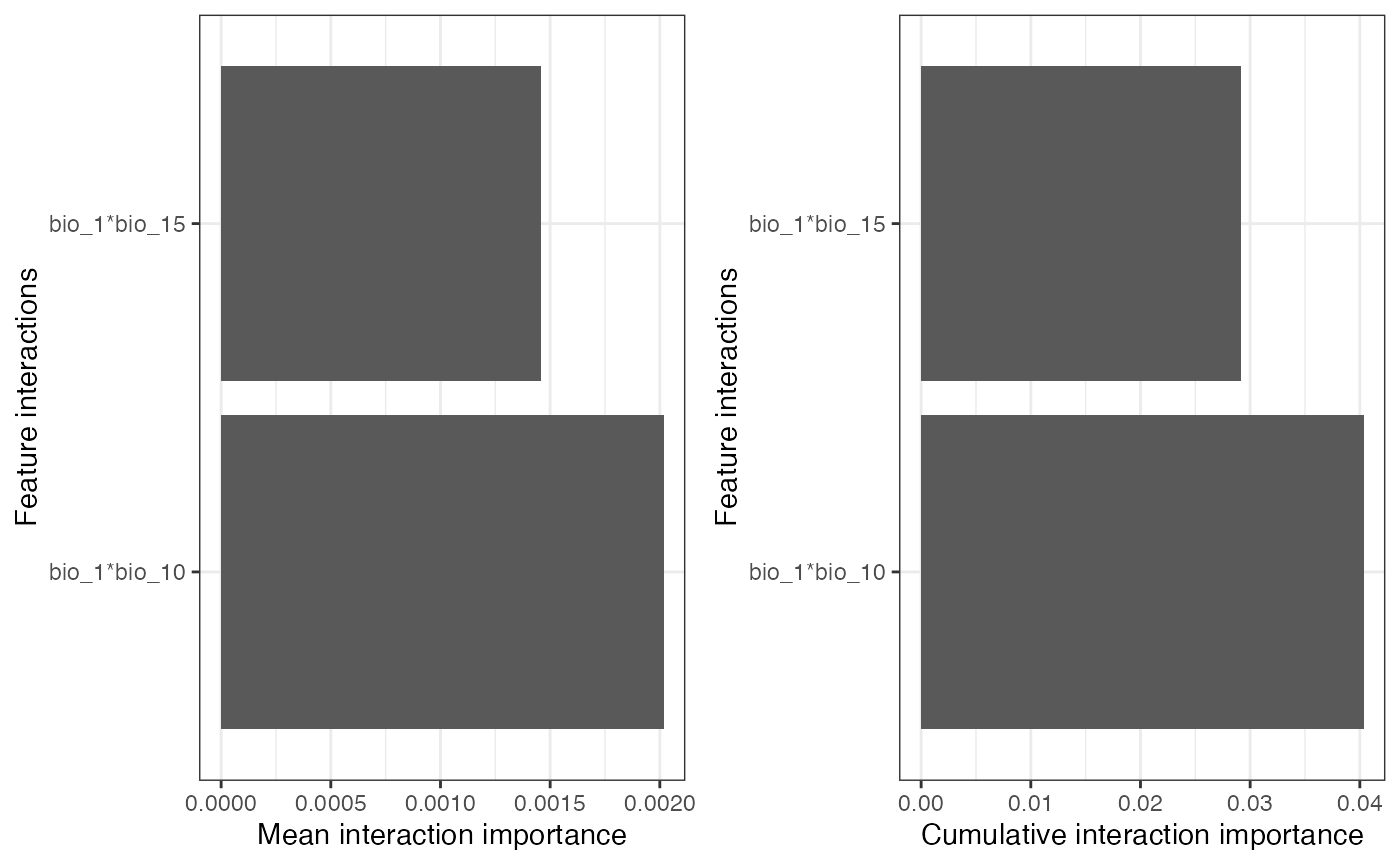 Feature interactions
bio_1*bio_15
bio_1*bio_10
0.0000 0.0005 0.0010 0.0015 0.0020
Mean interaction importance
Feature interactions
bio_1*bio_15
bio_1*bio_10
0.00 0.01 0.02 0.03 0.04
Cumulative interaction importance